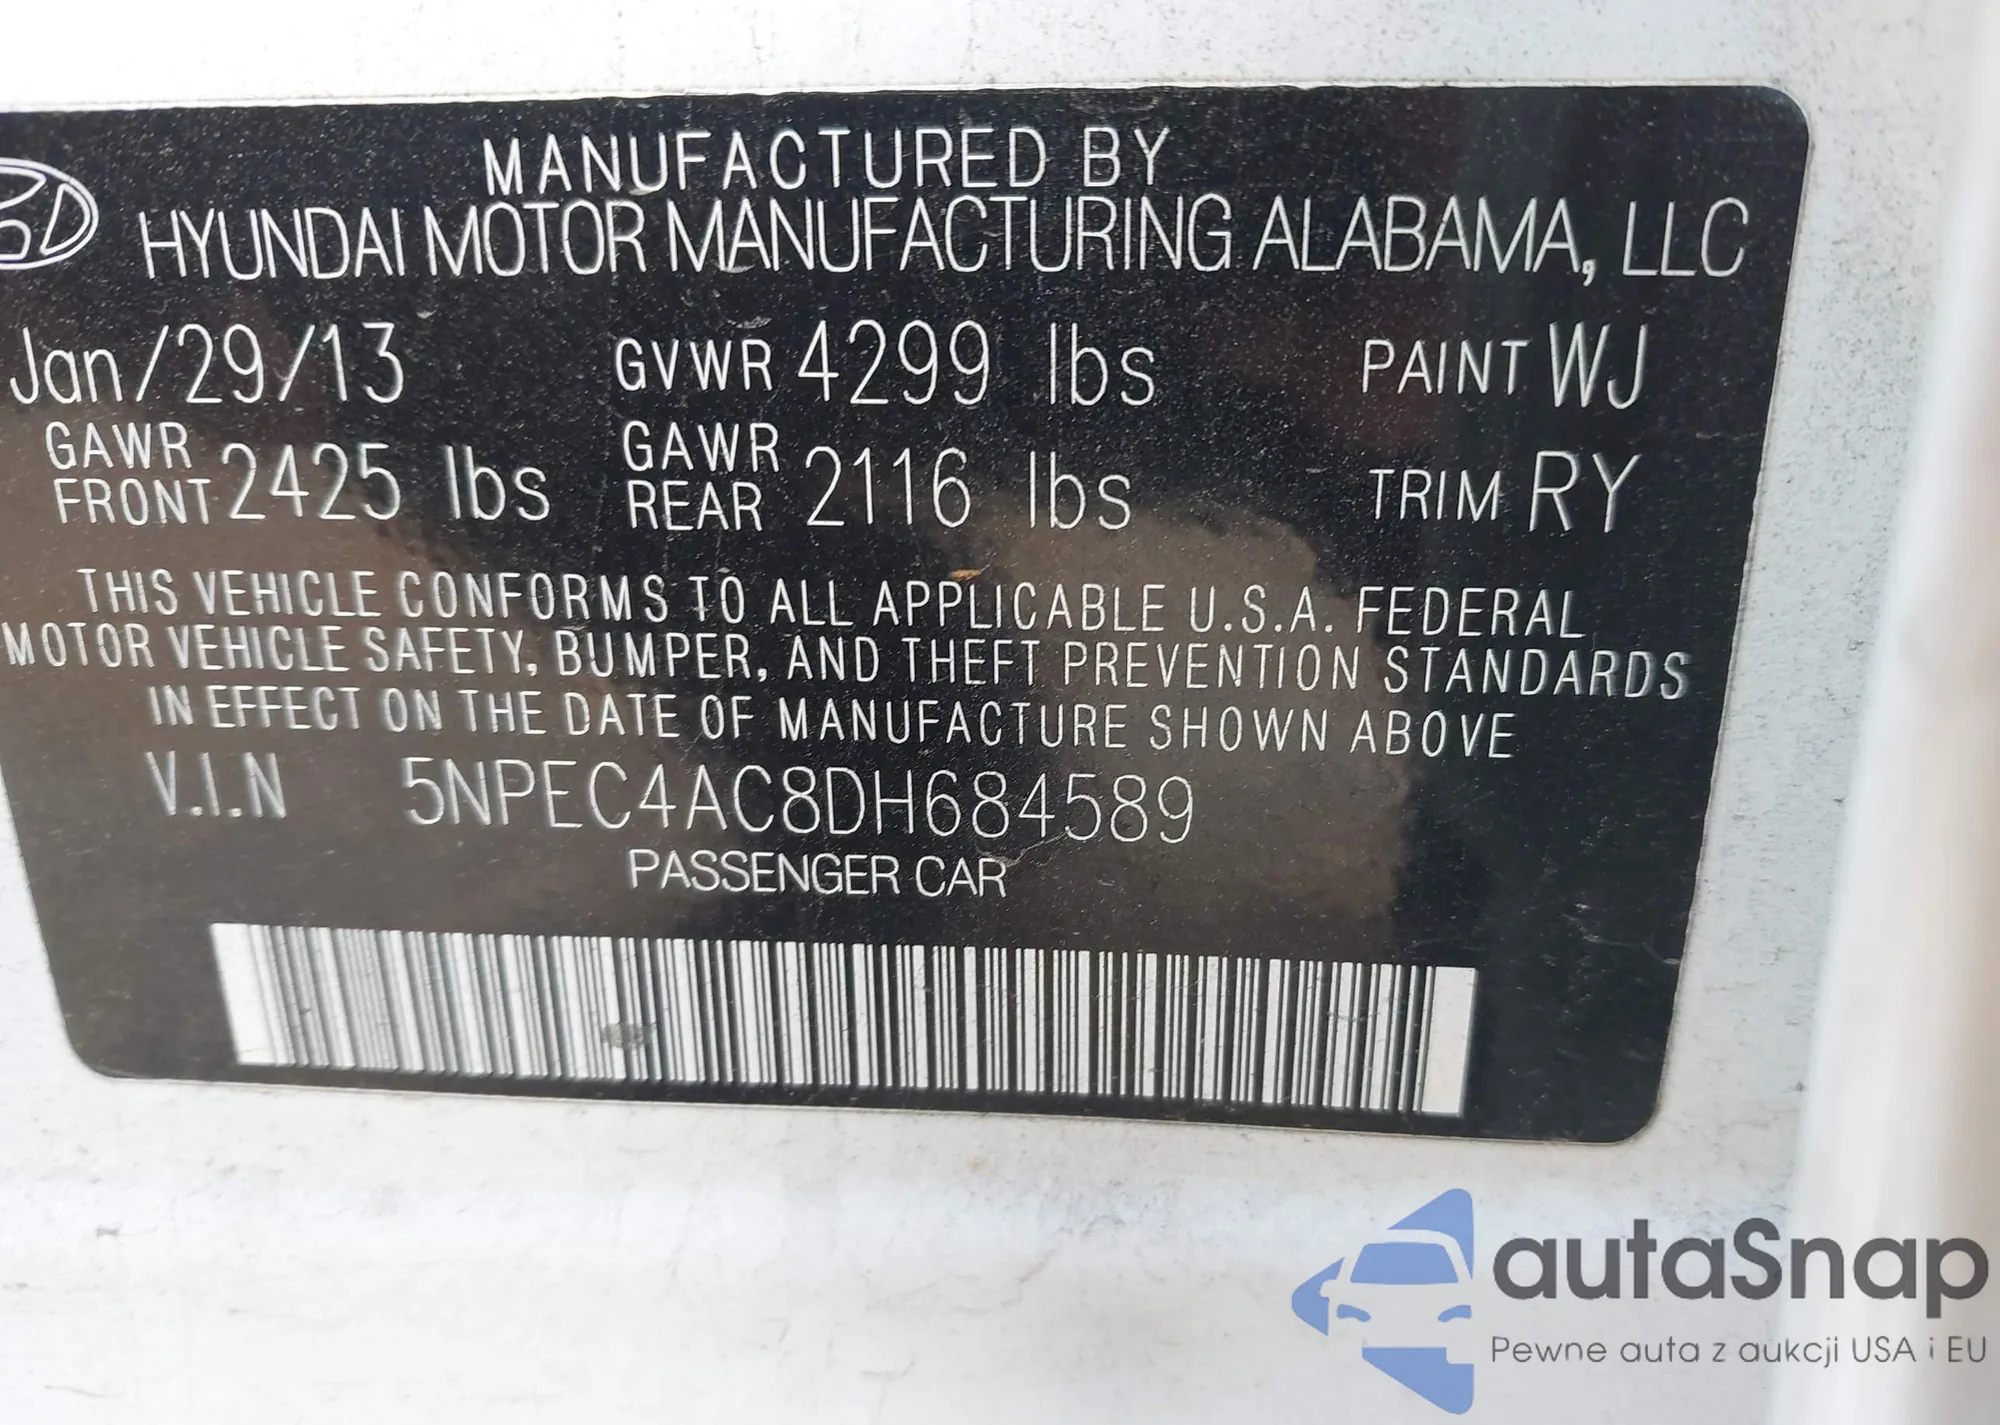 MANUFACTURED BY
HYUNDAI MOTOR MANUFACTURING ALABAMA, LLC
Jan/29/13 GVWR 4299 lbs PAINT WJ
GAWR FRONT 2425 lbs GAWR REAR 2116 lbs TRIM RY
THIS VEHICLE CONFORMS TO ALL APPLICABLE U.S.A. FEDERAL
MOTOR VEHICLE SAFETY, BUMPER, AND THEFT PREVENTION STANDARDS
IN EFFECT ON THE DATE OF MANUFACTURE SHOWN ABOVE
V.I.N 5NPEC4AC8DH684589
PASSENGER CAR
autaSnap
Pewne auta z aukcji USA i EU